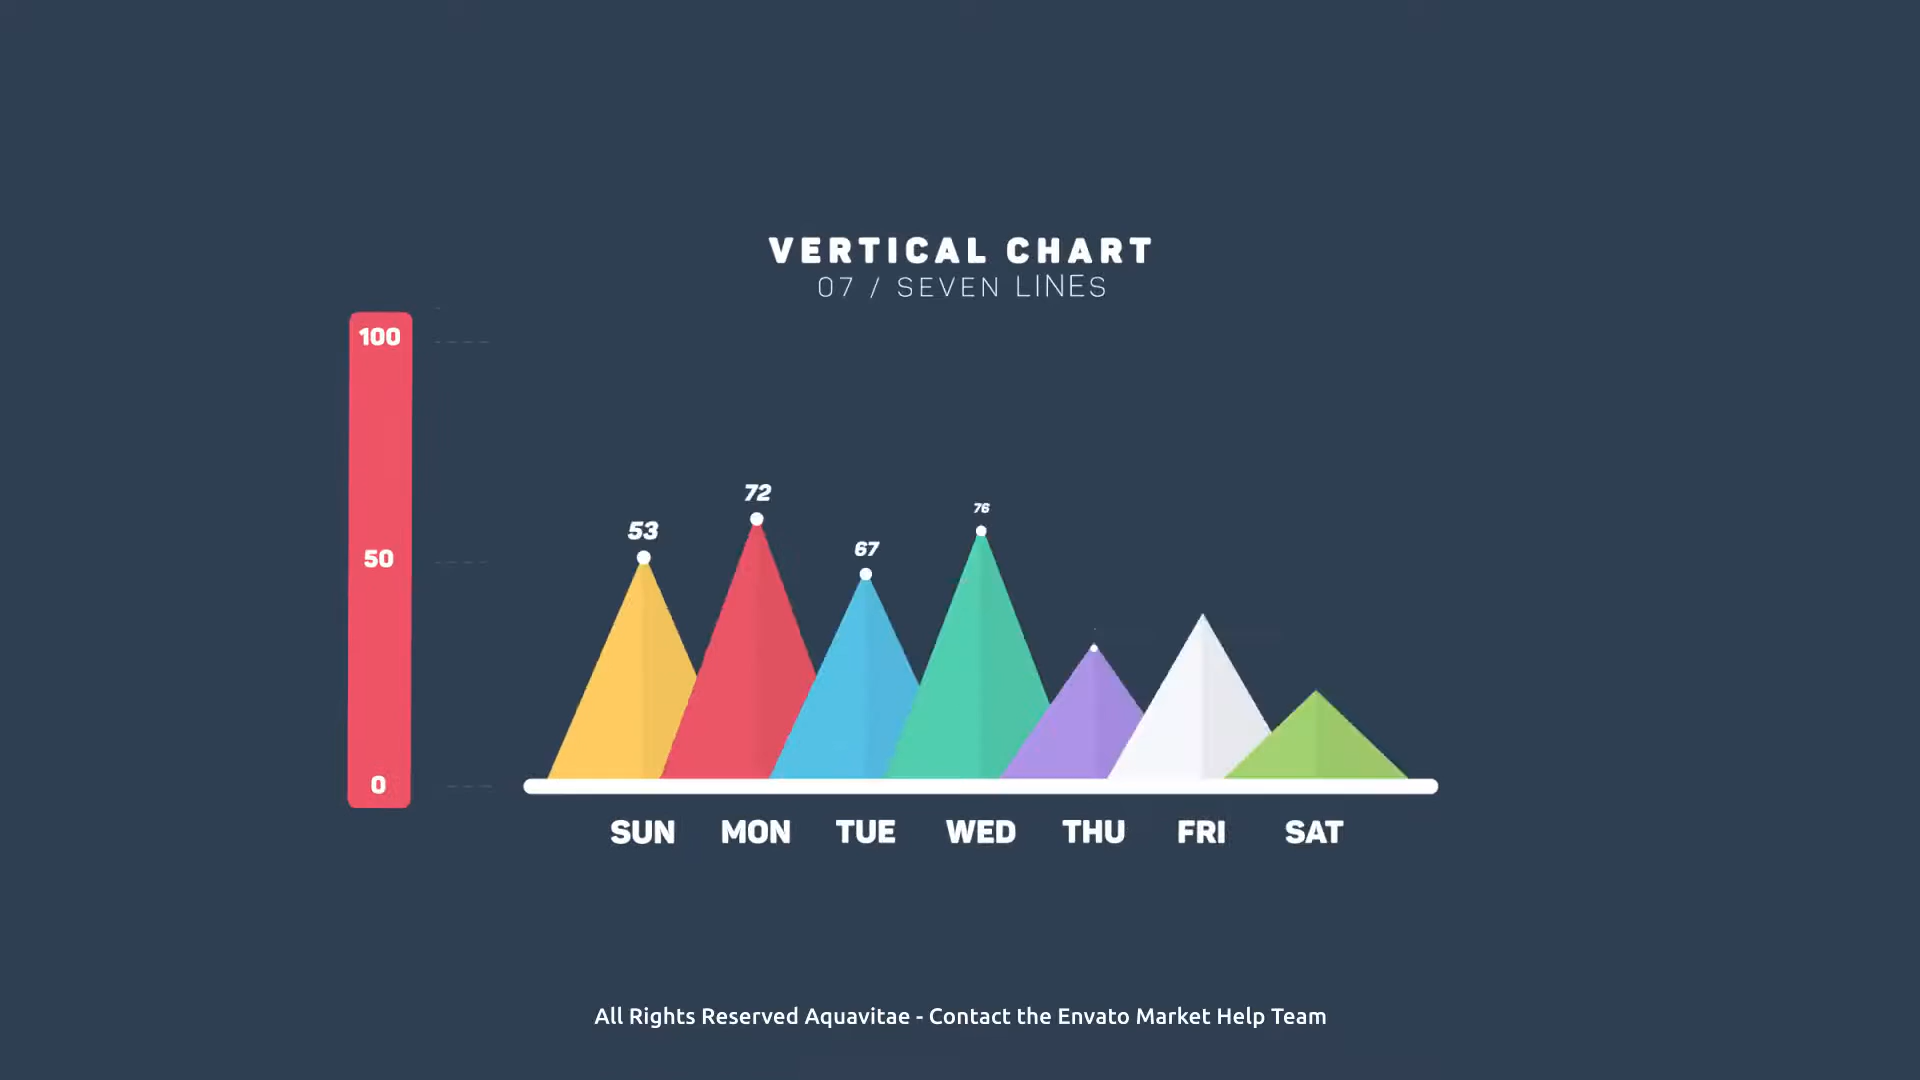 VERTICAL CHART
07 / SEVEN LINES
100
50
0
53
72
67
76
SUN MON TUE WED THU FRI SAT
All Rights Reserved Aquavitae - Contact the Envato Market Help Team